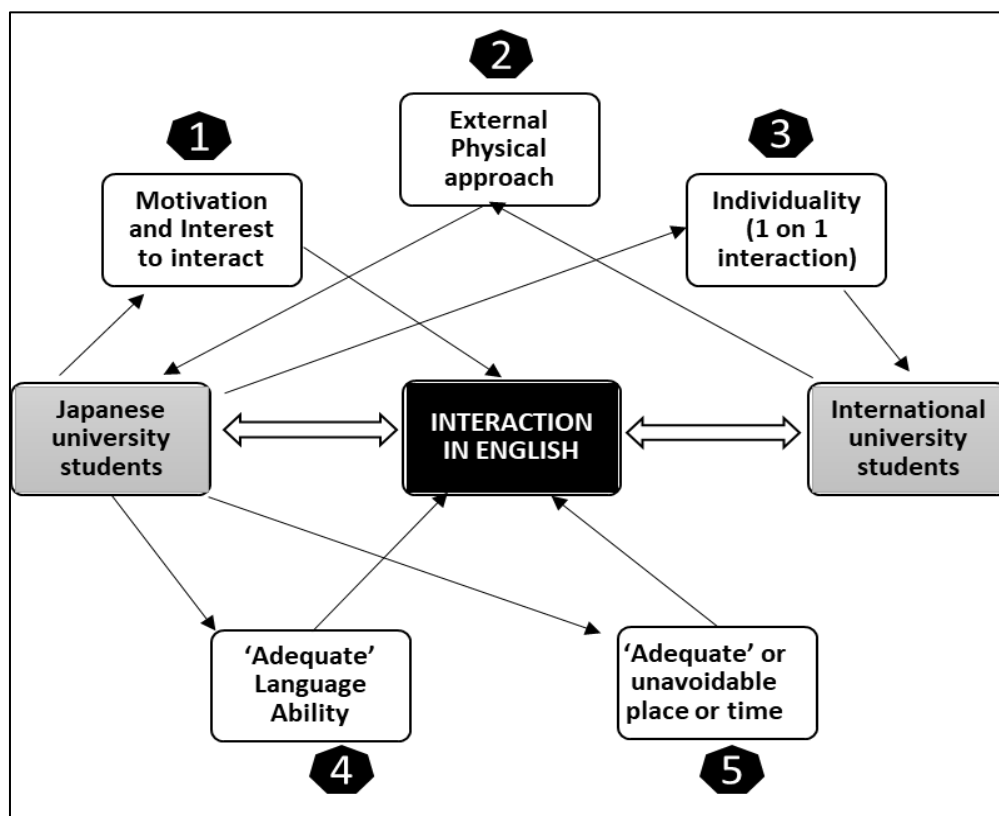 2
External
Physical
approach
1
Motivation
and Interest
to interact
3
Individuality
(1 on 1
interaction)
Japanese
university
students
INTERACTION
IN ENGLISH
International
university
students
‘Adequate’
Language
Ability
4
‘Adequate’ or
unavoidable
place or time
5